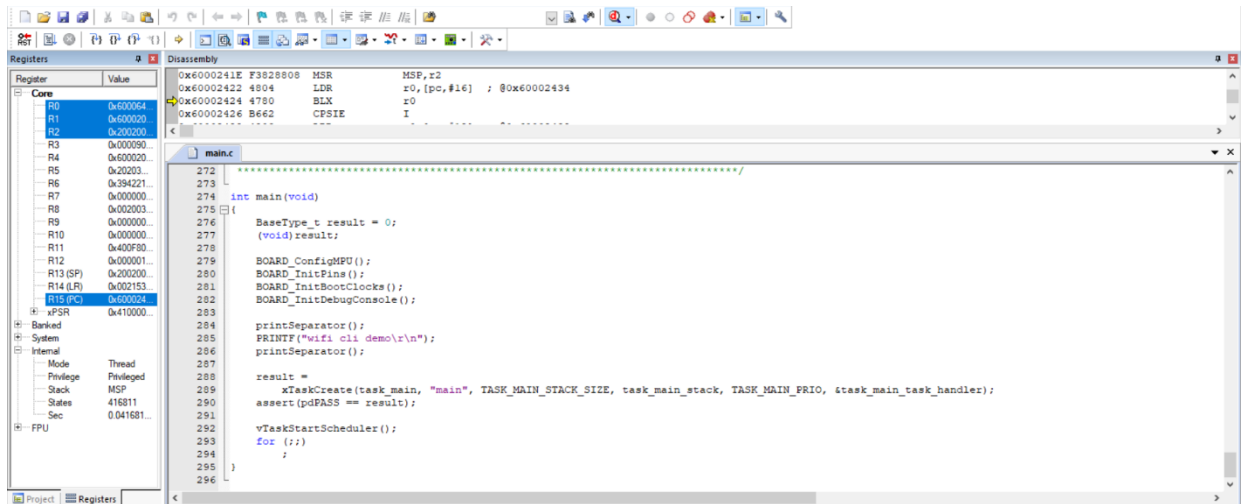 Registers
Disassembly
Register Value
Core
R0 0x600064...
R1 0x600020...
R2 0x200200...
R3 0x000090...
R4 0x600020...
R5 0x20203...
R6 0x394221...
R7 0x000000...
R8 0x002003...
R9 0x000000...
R10 0x000000...
R11 0x400F80...
R12 0x000001...
R13 (SP) 0x200200...
R14 (LR) 0x002153...
R15 (PC) 0x600024...
xPSR 0x410000...
Banked
System
Internal
Mode Thread
Privilege Privileged
Stack MSP
States 416811
Sec 0.041681...
FPU
Project Registers
0x6000241E F3828808 MSR MSP,r2
0x60002422 4804 LDR r0,[pc,#16] ; @0x60002434
0x60002424 4780 BLX r0
0x60002426 B662 CPSIE I
main.c
272 ******************************************************************************/
273
274 int main(void)
275 {
276 BaseType_t result = 0;
277 (void)result;
278
279 BOARD_ConfigMPU();
280 BOARD_InitPins();
281 BOARD_InitBootClocks();
282 BOARD_InitDebugConsole();
283
284 printSeparator();
285 PRINTF("wifi cli demo\r\n");
286 printSeparator();
287
288 result =
289 xTaskCreate(task_main, "main", TASK_MAIN_STACK_SIZE, task_main_stack, TASK_MAIN_PRIO, &task_main_task_handler);
290 assert(pdPASS == result);
291
292 vTaskStartScheduler();
293 for (;;)
294 ;
295 }
296